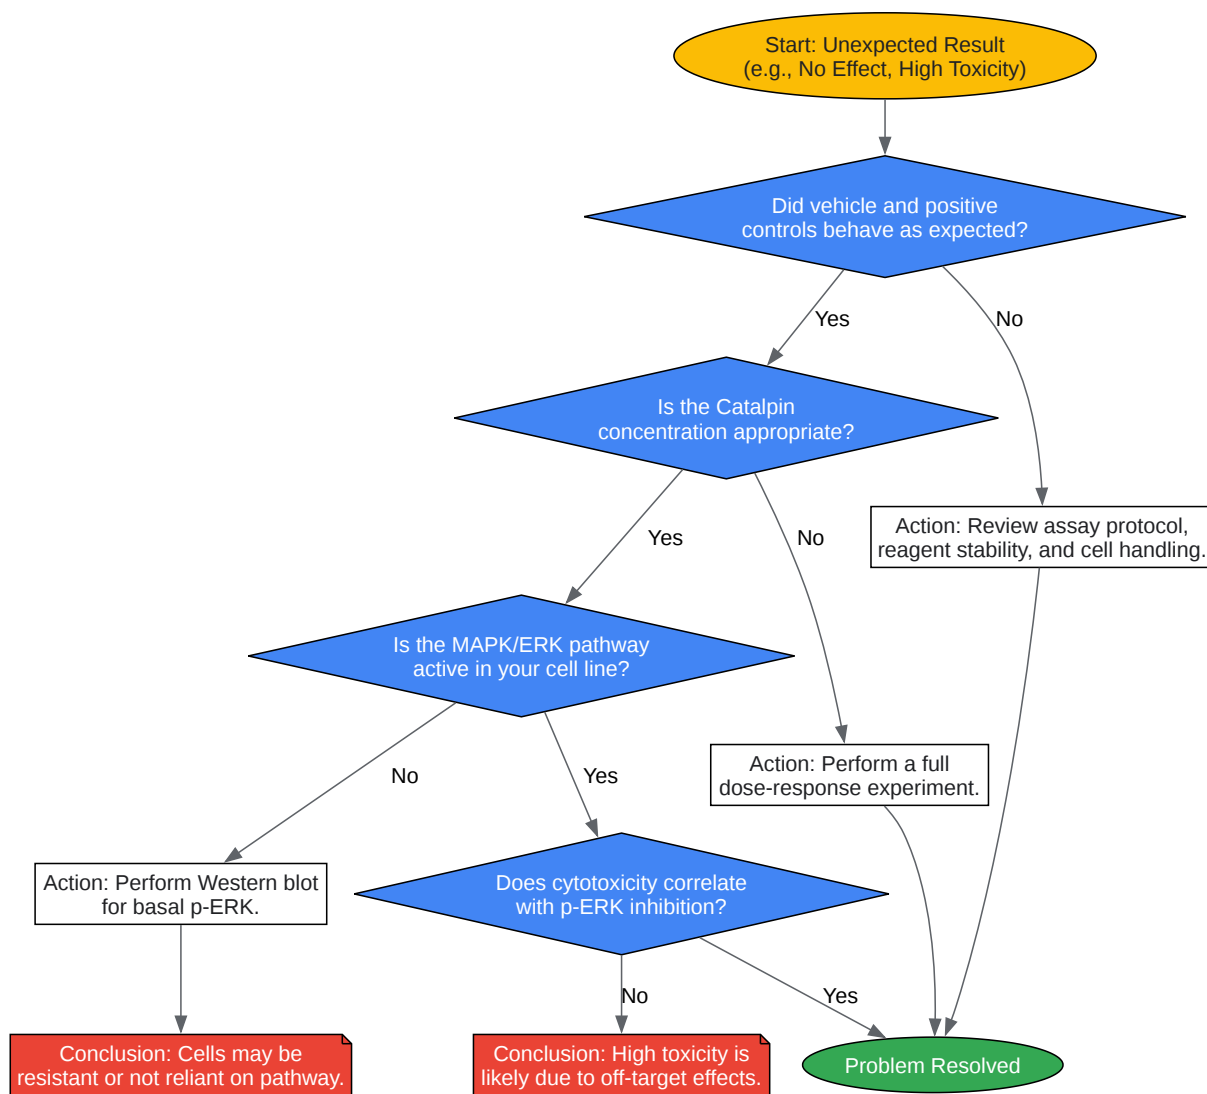 Start: Unexpected Result
(e.g., No Effect, High Toxicity)
Did vehicle and positive
controls behave as expected?
Yes
No
Is the Catalpin
concentration appropriate?
Yes
No
Action: Review assay protocol,
reagent stability, and cell handling.
Is the MAPK/ERK pathway
active in your cell line?
No
Yes
Action: Perform a full
dose-response experiment.
Action: Perform Western blot
for basal p-ERK.
Does cytotoxicity correlate
with p-ERK inhibition?
No
Yes
Conclusion: Cells may be
resistant or not reliant on pathway.
Conclusion: High toxicity is
likely due to off-target effects.
Problem Resolved